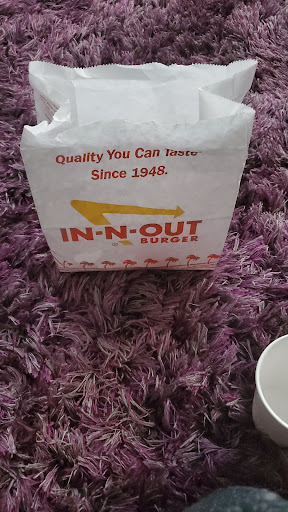 Quality You Can Taste
Since 1948.
IN-N-OUT
BURGER
®